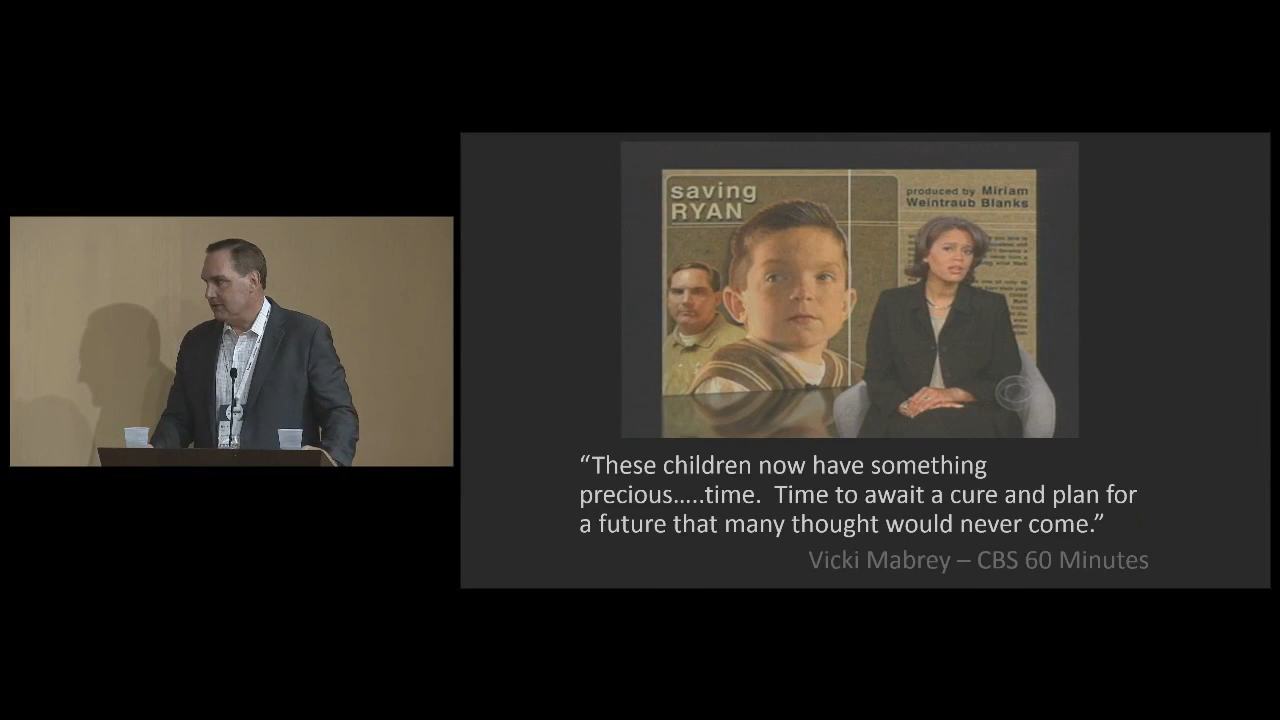 saving
RYAN
produced by Miriam
Weintraub Blanks
“These children now have something
precious.....time.  Time to await a cure and plan for
a future that many thought would never come.”
Vicki Mabrey – CBS 60 Minutes